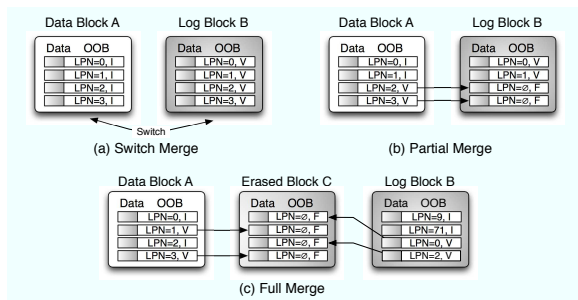 Data Block A Log Block B
Data OOB Data OOB
LPN=0, I LPN=0, V
LPN=1, I LPN=1, V
LPN=2, I LPN=2, V
LPN=3, I LPN=3, V
Switch
(a) Switch Merge
Data Block A Log Block B
Data OOB Data OOB
LPN=0, I LPN=0, V
LPN=1, I LPN=1, V
LPN=2, V LPN=∅, F
LPN=3, V LPN=∅, F
(b) Partial Merge
Data Block A Erased Block C Log Block B
Data OOB Data OOB Data OOB
LPN=0, I LPN=∅, F LPN=9, I
LPN=1, V LPN=∅, F LPN=71, I
LPN=2, I LPN=∅, F LPN=0, V
LPN=3, V LPN=∅, F LPN=2, V
(c) Full Merge